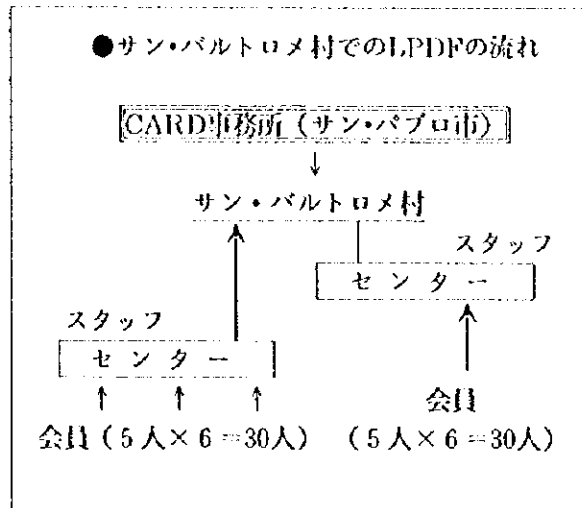 ●サン・バルトロメ村でのLPDFの流れ
CARD事務所（サン・パブロ市）
↓
サン・バルトロメ村
スタッフ
センター
スタッフ
センター
会員
会員（5人×6＝30人）
（5人×6＝30人）